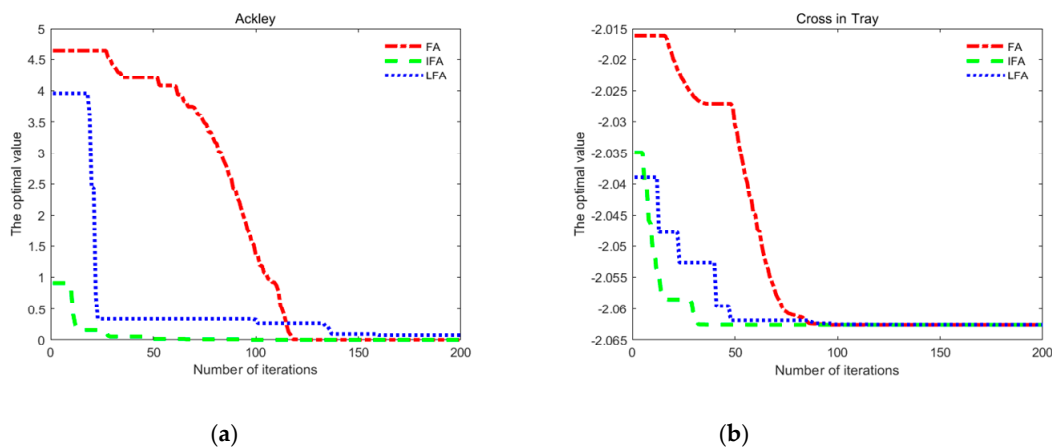 Ackley
The optimal value
5
4.5
4
3.5
3
2.5
2
1.5
1
0.5
0
FA
IFA
LFA
0 50 100 150 200
Number of iterations
(a)
Cross in Tray
The optimal value
-2.015
-2.02
-2.025
-2.03
-2.035
-2.04
-2.045
-2.05
-2.055
-2.06
-2.065
FA
IFA
LFA
0 50 100 150 200
Number of iterations
(b)